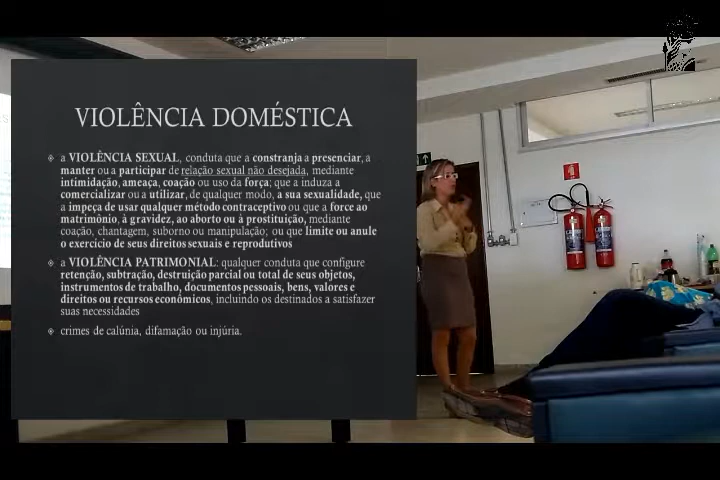 VIOLÊNCIA DOMÉSTICA
a VIOLÊNCIA SEXUAL, conduta que a constranja a presenciar, a
manter ou a participar de relação sexual não desejada, mediante
intimidação, ameaça, coação ou uso da força; que a induza a
comercializar ou a utilizar, de qualquer modo, a sua sexualidade, que
a impeça de usar qualquer método contraceptivo ou que a force ao
matrimônio, à gravidez, ao aborto ou à prostituição, mediante
coação, chantagem, suborno ou manipulação; ou que limite ou anule
o exercício de seus direitos sexuais e reprodutivos
a VIOLÊNCIA PATRIMONIAL: qualquer conduta que configure
retenção, subtração, destruição parcial ou total de seus objetos,
instrumentos de trabalho, documentos pessoais, bens, valores e
direitos ou recursos econômicos, incluindo os destinados a satisfazer
suas necessidades
crimes de calúnia, difamação ou injúria.